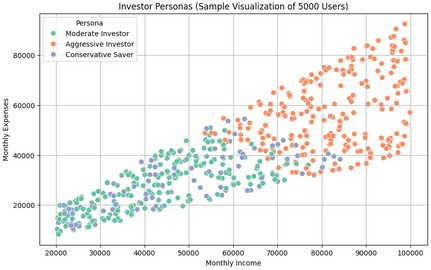 Investor Personas (Sample Visualization of 5000 Users)
Persona
Moderate Investor
Aggressive Investor
Conservative Saver
Monthly Expenses
80000
60000
40000
20000
20000 30000 40000 50000 60000 70000 80000 90000 100000
Monthly Income